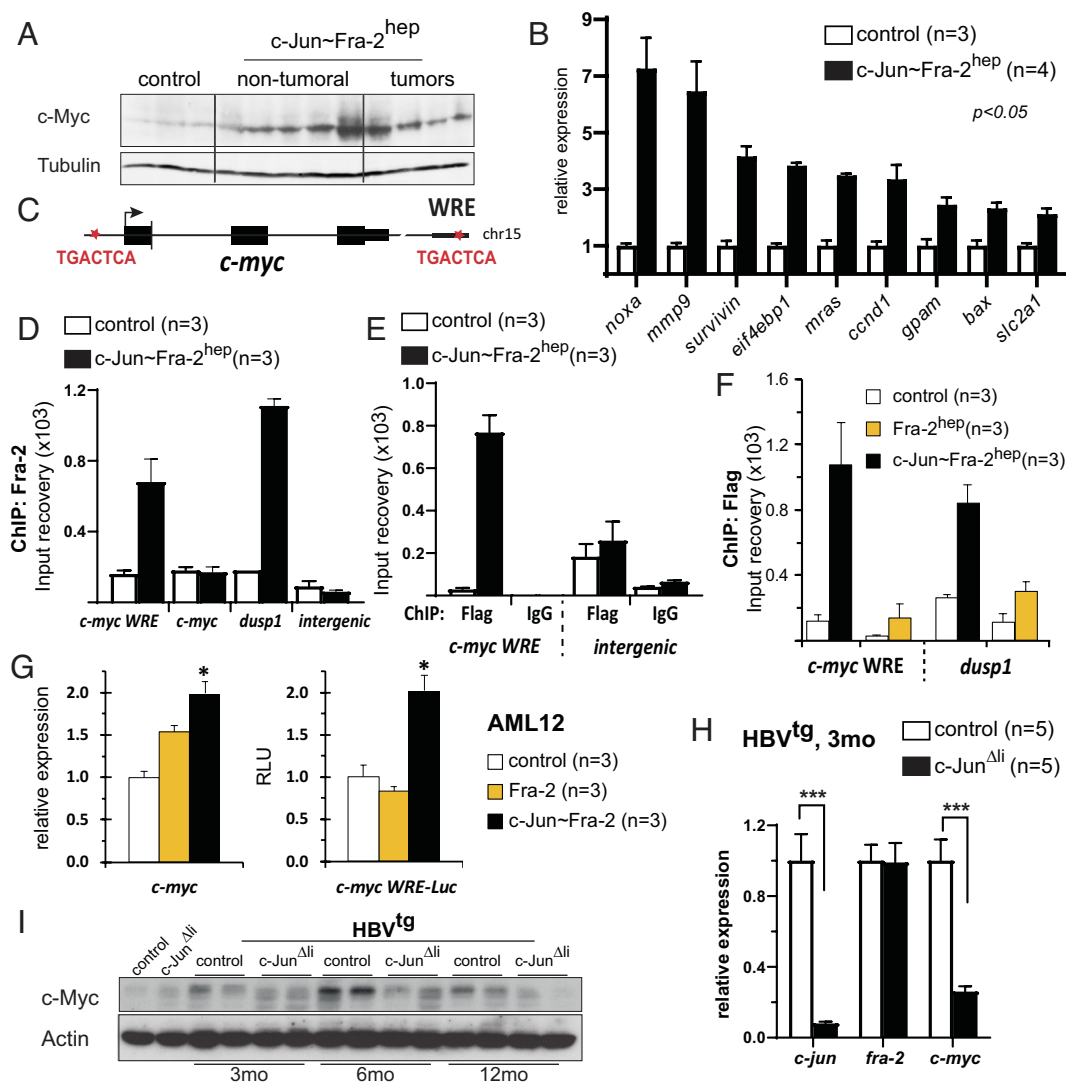 A
c-Jun~Fra-2hep
control non-tumoral tumors
c-Myc
Tubulin
B
control (n=3)
c-Jun~Fra-2hep (n=4)
p<0.05
relative expression
9
7
5
3
1
noxa mmp9 survivin eif4ebp1 mras ccnd1 gpam bax slc2a1
C
WRE
chr15
TGACTCA c-myc TGACTCA
D
control (n=3)
c-Jun~Fra-2hep(n=3)
ChIP: Fra-2
Input recovery (x103)
1.2
0.8
0.4
c-myc WRE c-myc dusp1 intergenic
E
control (n=3)
c-Jun~Fra-2hep(n=3)
Input recovery (x103)
1.0
0.8
0.6
0.4
0.2
0.0
ChIP: Flag IgG Flag IgG
c-myc WRE intergenic
F
control (n=3)
Fra-2hep(n=3)
c-Jun~Fra-2hep(n=3)
ChIP: Flag
Input recovery (x103)
1.6
1.2
0.9
0.6
0.3
0.0
c-myc WRE dusp1
G
relative expression
2.0
1.5
1.0
0.5
0.0
*
c-myc
RLU
2.0
1.5
1.0
0.5
0.0
*
c-myc WRE-Luc
AML12
control (n=3)
Fra-2 (n=3)
c-Jun~Fra-2 (n=3)
H
HBVtg, 3mo
control (n=5)
c-JunΔli (n=5)
relative expression
1.2
0.8
0.4
0.0
*** ***
c-jun fra-2 c-myc
I
HBVtg
control c-JunΔli control c-JunΔli control c-JunΔli control c-JunΔli
c-Myc
Actin
3mo 6mo 12mo